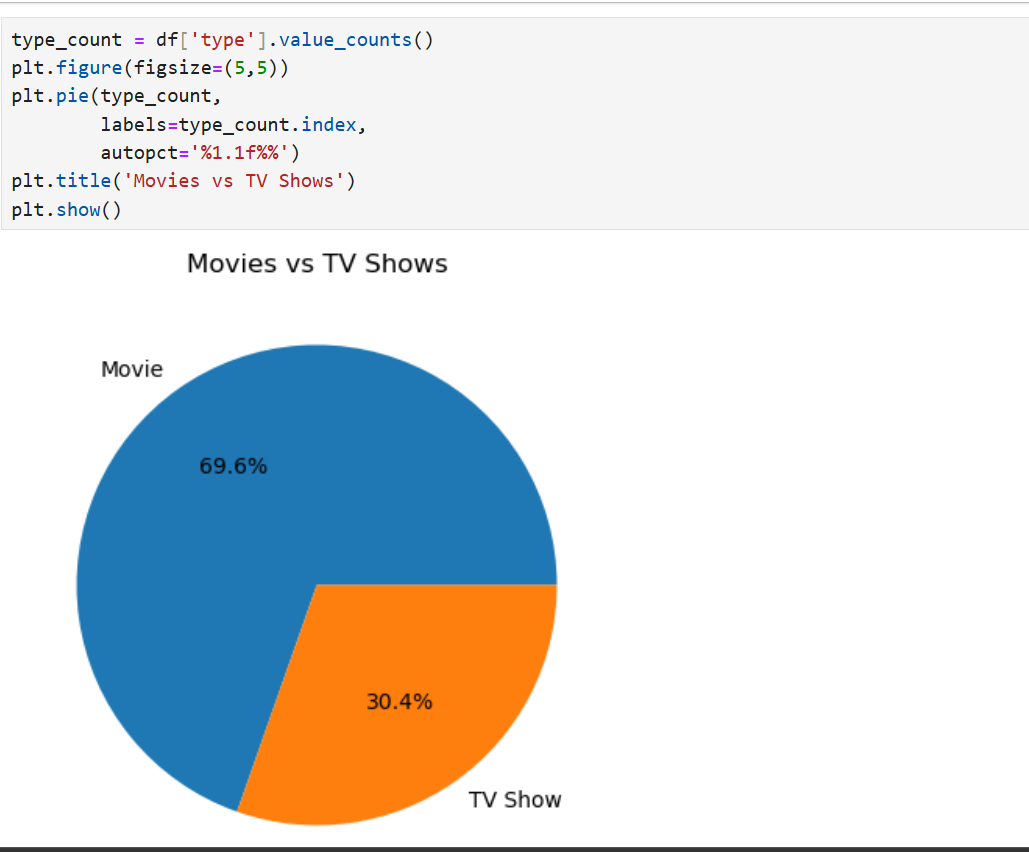 type_count = df['type'].value_counts()
plt.figure(figsize=(5,5))
plt.pie(type_count,
        labels=type_count.index,
        autopct='%1.1f%%')
plt.title('Movies vs TV Shows')
plt.show()
Movies vs TV Shows
Movie
69.6%
30.4%
TV Show